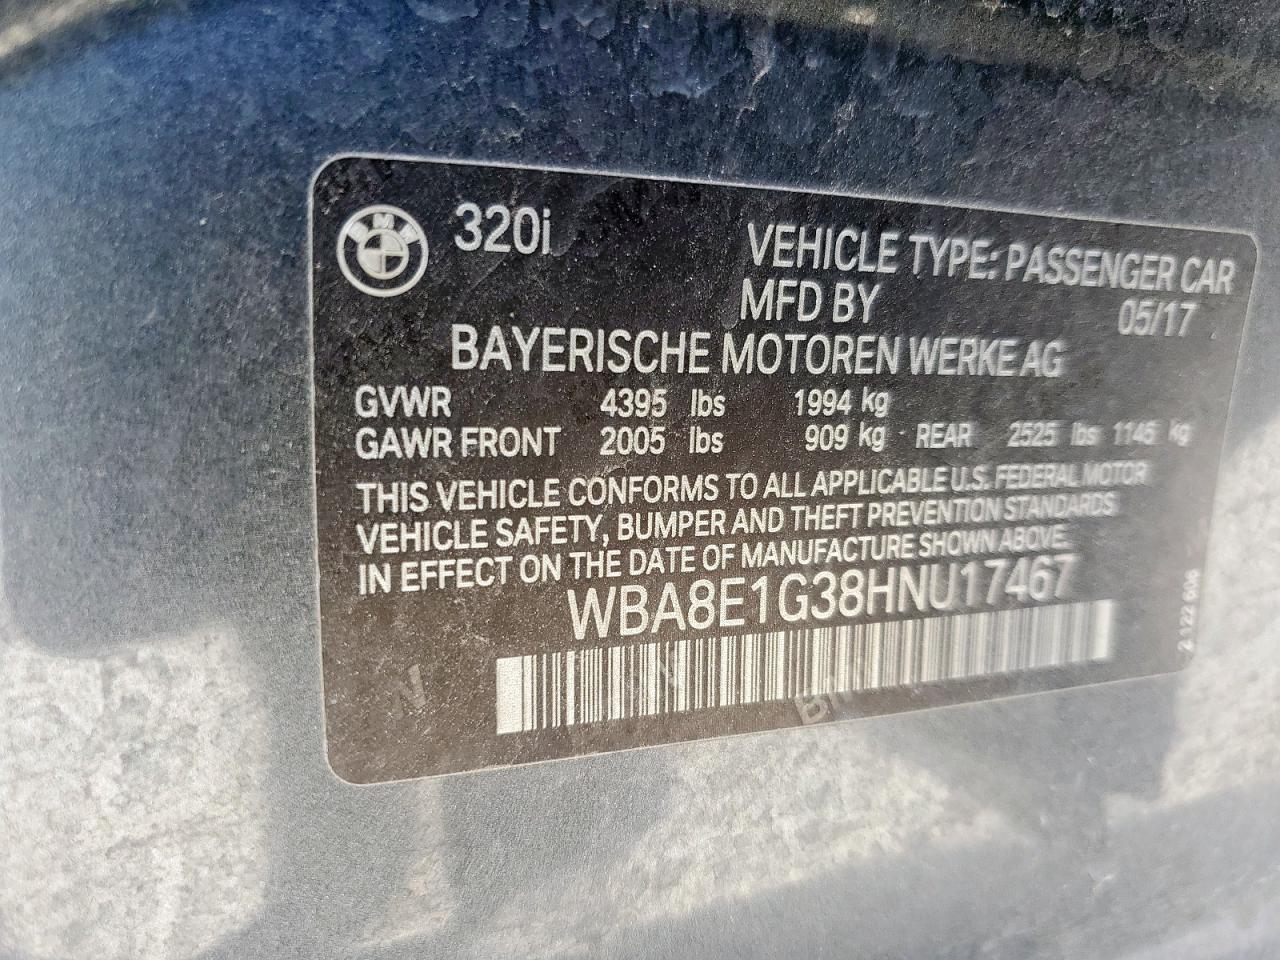 BMW 320i
VEHICLE TYPE: PASSENGER CAR
MFD BY 05/17
BAYERISCHE MOTOREN WERKE AG
GVWR 4395 lbs 1994 kg
GAWR FRONT 2005 lbs 909 kg - REAR 2525 lbs 1145 kg
THIS VEHICLE CONFORMS TO ALL APPLICABLE U.S. FEDERAL MOTOR
VEHICLE SAFETY, BUMPER AND THEFT PREVENTION STANDARDS
IN EFFECT ON THE DATE OF MANUFACTURE SHOWN ABOVE.
WBA8E1G38HNU17467